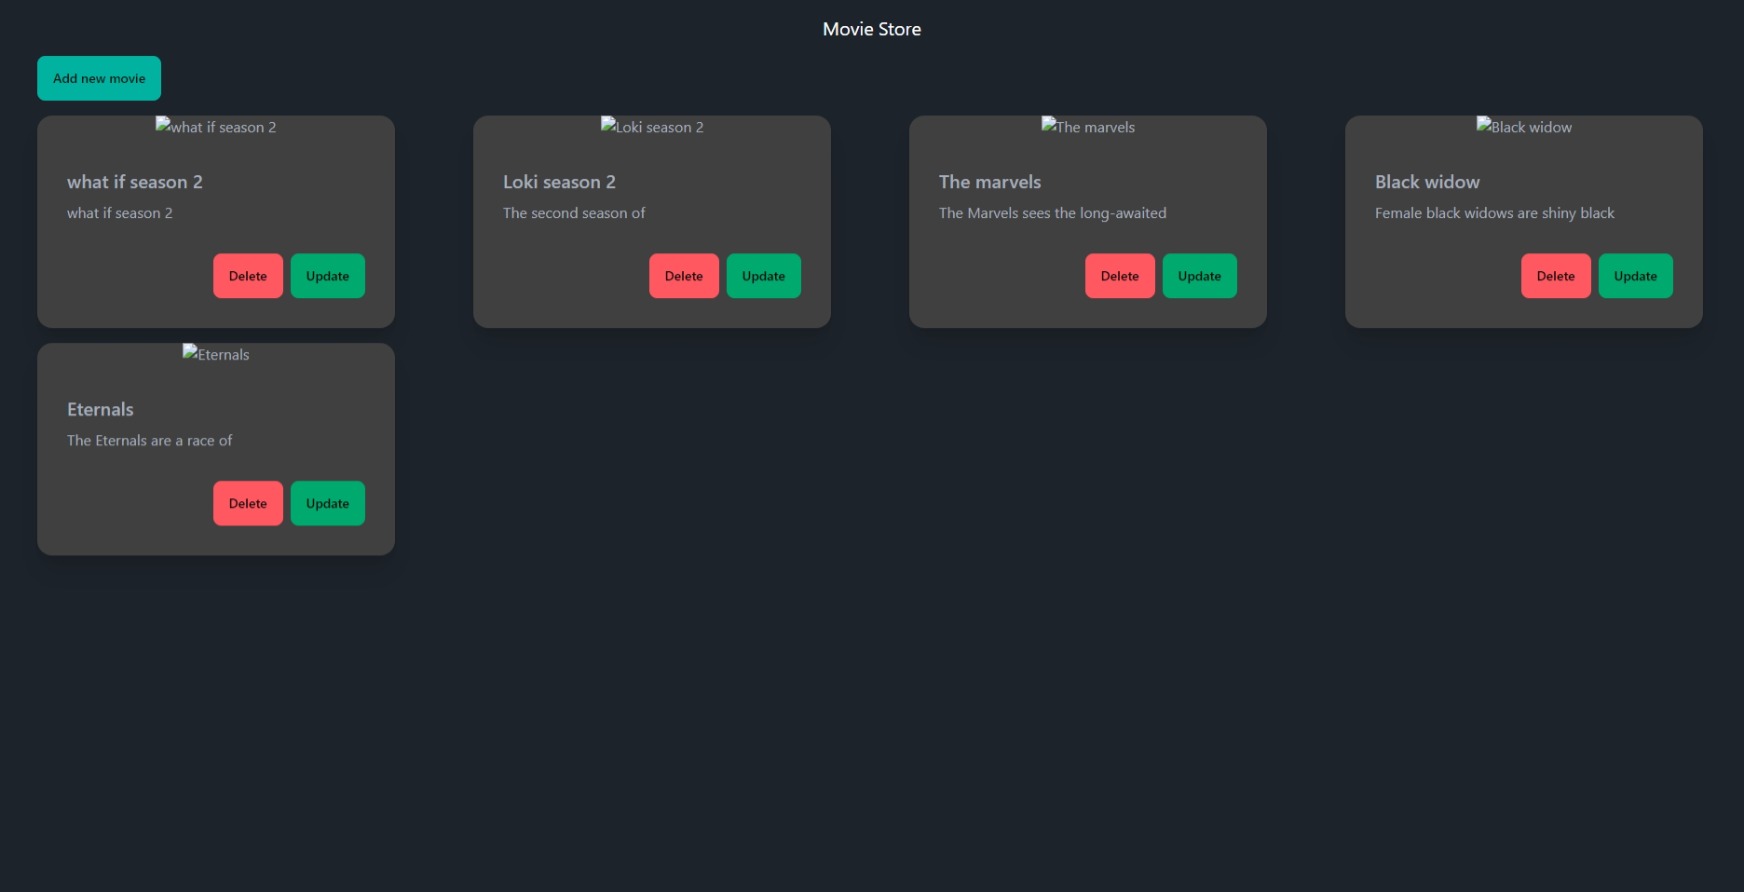 Movie Store
Add new movie
what if season 2
what if season 2
what if season 2
Delete
Update
Loki season 2
Loki season 2
The second season of
Delete
Update
The marvels
The marvels
The Marvels sees the long-awaited
Delete
Update
Black widow
Black widow
Female black widows are shiny black
Delete
Update
Eternals
Eternals
The Eternals are a race of
Delete
Update